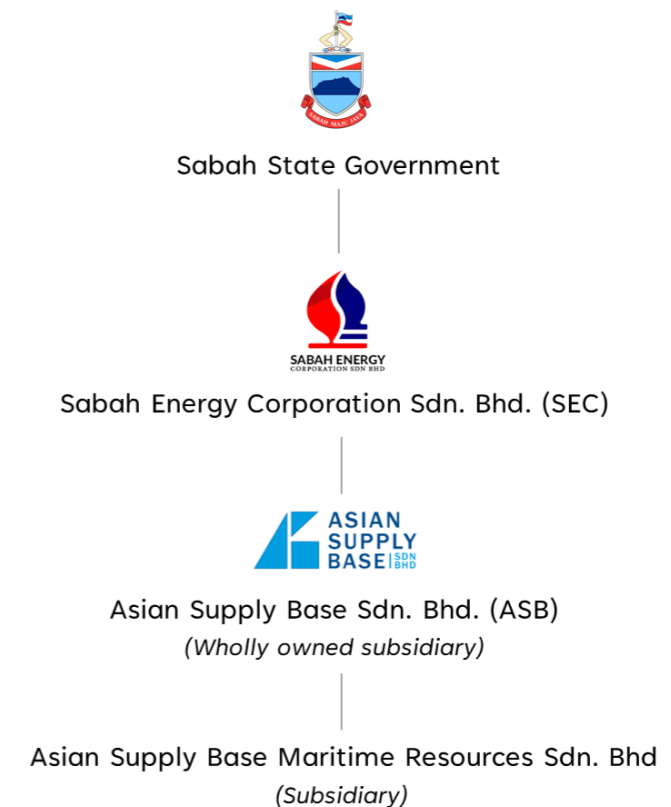 SABAH MAJU JAYA
Sabah State Government
SABAH ENERGY
CORPORATION SDN BHD
Sabah Energy Corporation Sdn. Bhd. (SEC)
ASIAN
SUPPLY
BASE SDN BHD
Asian Supply Base Sdn. Bhd. (ASB)
(Wholly owned subsidiary)
Asian Supply Base Maritime Resources Sdn. Bhd
(Subsidiary)